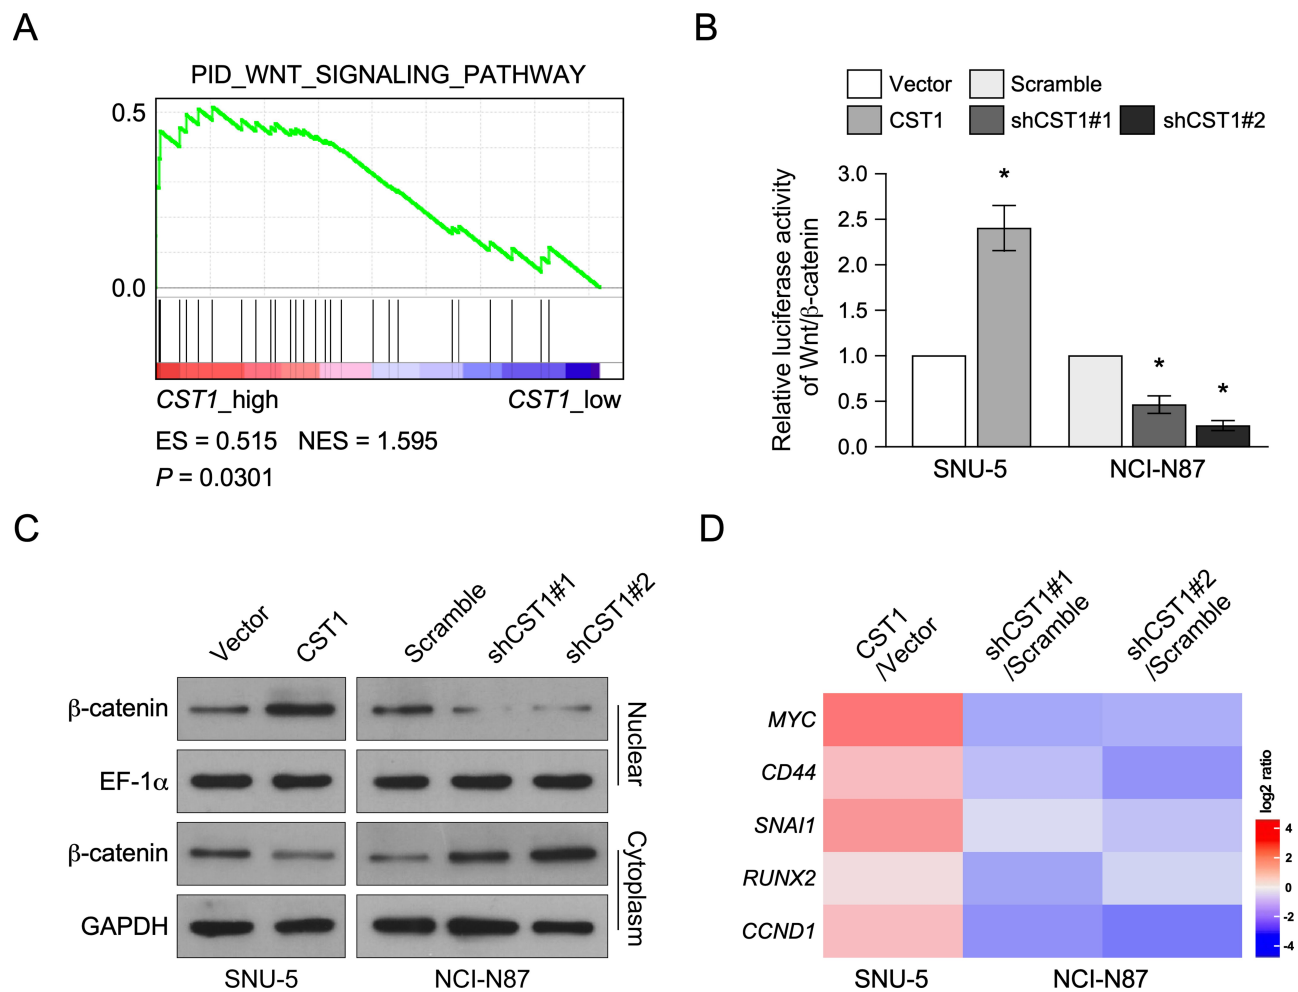 A
PID_WNT_SIGNALING_PATHWAY
0.5
0.0
CST1_high
CST1_low
ES = 0.515 NES = 1.595
P = 0.0301
B
Vector
Scramble
CST1
shCST1#1
shCST1#2
Relative luciferase activity
of Wnt/β-catenin
3.0
2.5
2.0
1.5
1.0
0.5
0.0
*
*
*
SNU-5
NCI-N87
C
Vector
CST1
Scramble
shCST1#1
shCST1#2
β-catenin
EF-1α
Nuclear
β-catenin
GAPDH
Cytoplasm
SNU-5
NCI-N87
D
CST1
/Vector
shCST1#1
/Scramble
shCST1#2
/Scramble
MYC
CD44
SNAI1
RUNX2
CCND1
SNU-5
NCI-N87
log2 ratio
4
2
0
-2
-4